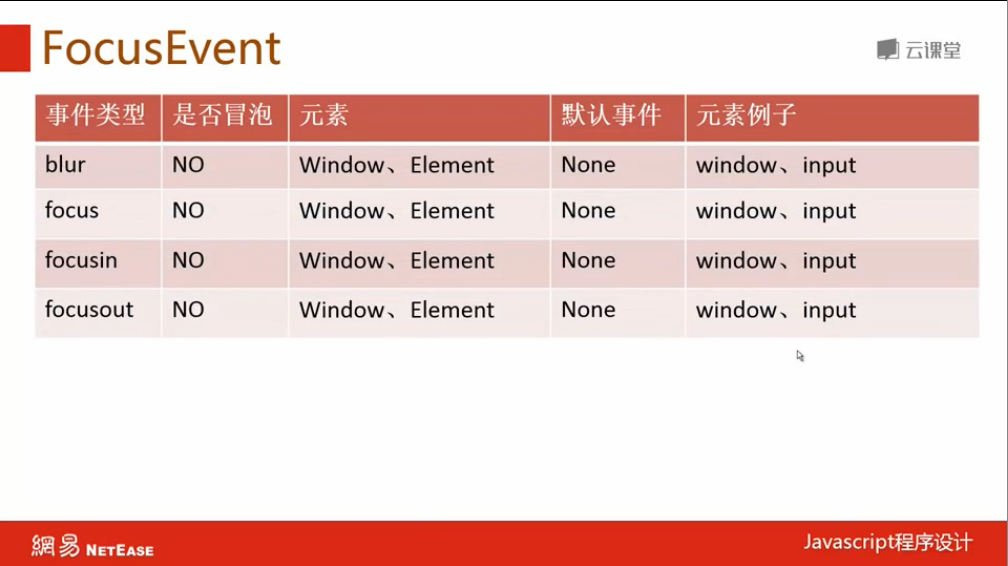 FocusEvent
云课堂
事件类型 是否冒泡 元素 默认事件 元素例子
blur NO Window、Element None window、input
focus NO Window、Element None window、input
focusin NO Window、Element None window、input
focusout NO Window、Element None window、input
網易 NETEASE
Javascript程序设计